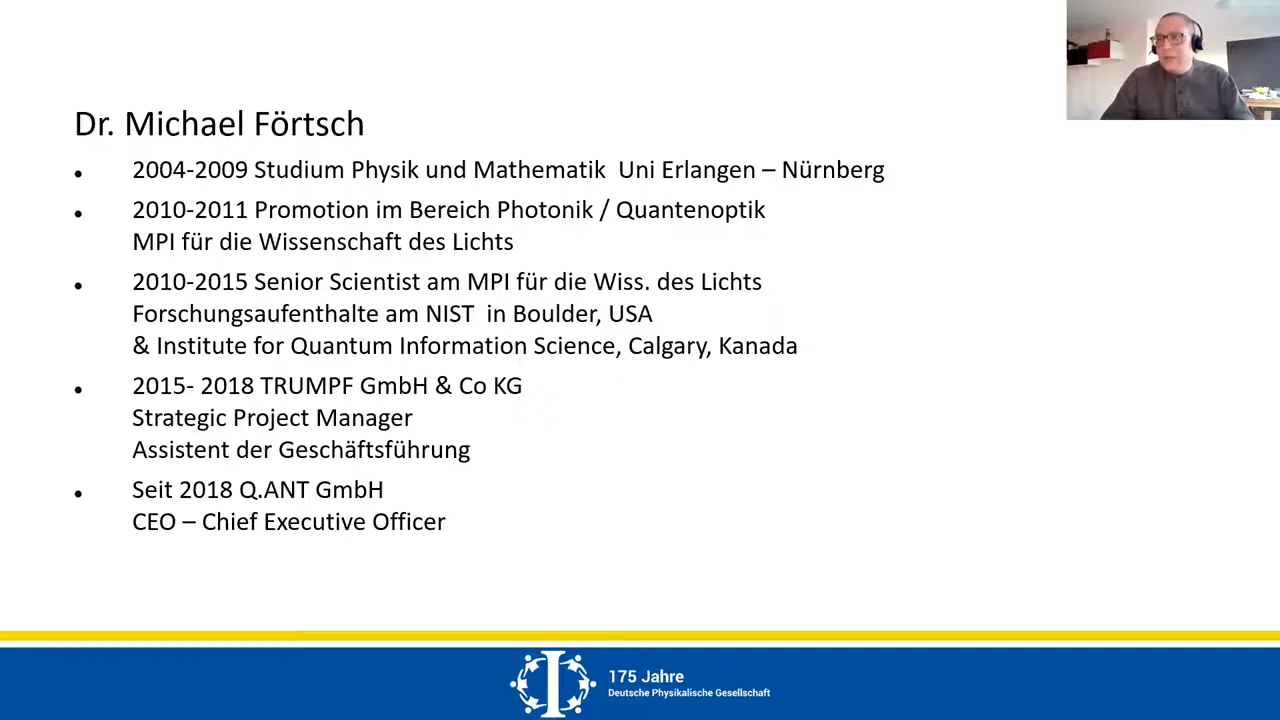 Dr. Michael Förtsch
2004-2009 Studium Physik und Mathematik Uni Erlangen – Nürnberg
2010-2011 Promotion im Bereich Photonik / Quantenoptik
MPI für die Wissenschaft des Lichts
2010-2015 Senior Scientist am MPI für die Wiss. des Lichts
Forschungsaufenthalte am NIST in Boulder, USA
& Institute for Quantum Information Science, Calgary, Kanada
2015- 2018 TRUMPF GmbH & Co KG
Strategic Project Manager
Assistent der Geschäftsführung
Seit 2018 Q.ANT GmbH
CEO – Chief Executive Officer
175 Jahre
Deutsche Physikalische Gesellschaft